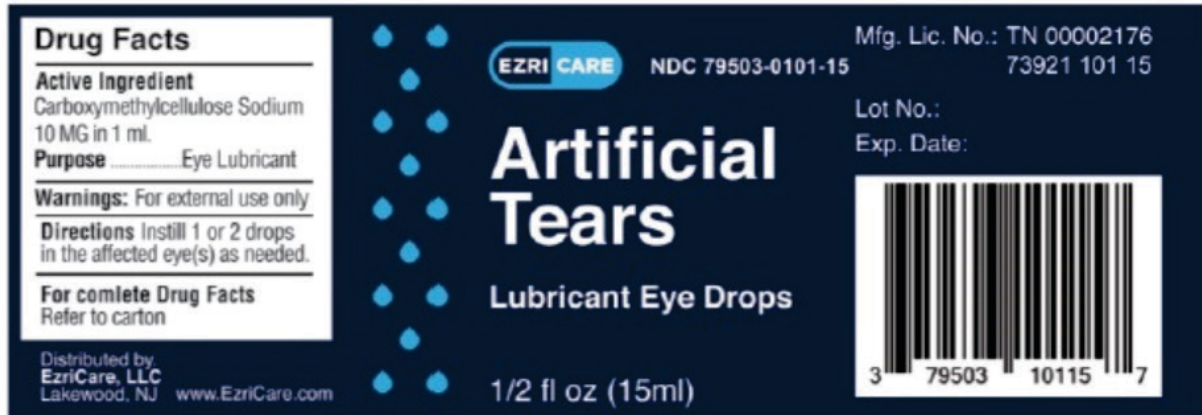 Drug Facts
Active Ingredient
Carboxymethylcellulose Sodium
10 MG in 1 ml.
Purpose ..................Eye Lubricant
Warnings: For external use only
Directions Instill 1 or 2 drops
in the affected eye(s) as needed.
For comlete Drug Facts
Refer to carton
Distributed by,
EzriCare, LLC
Lakewood, NJ www.EzriCare.com
EZRI CARE NDC 79503-0101-15
Artificial
Tears
Lubricant Eye Drops
1/2 fl oz (15ml)
Mfg. Lic. No.: TN 00002176
73921 101 15
Lot No.:
Exp. Date:
3 79503 10115 7